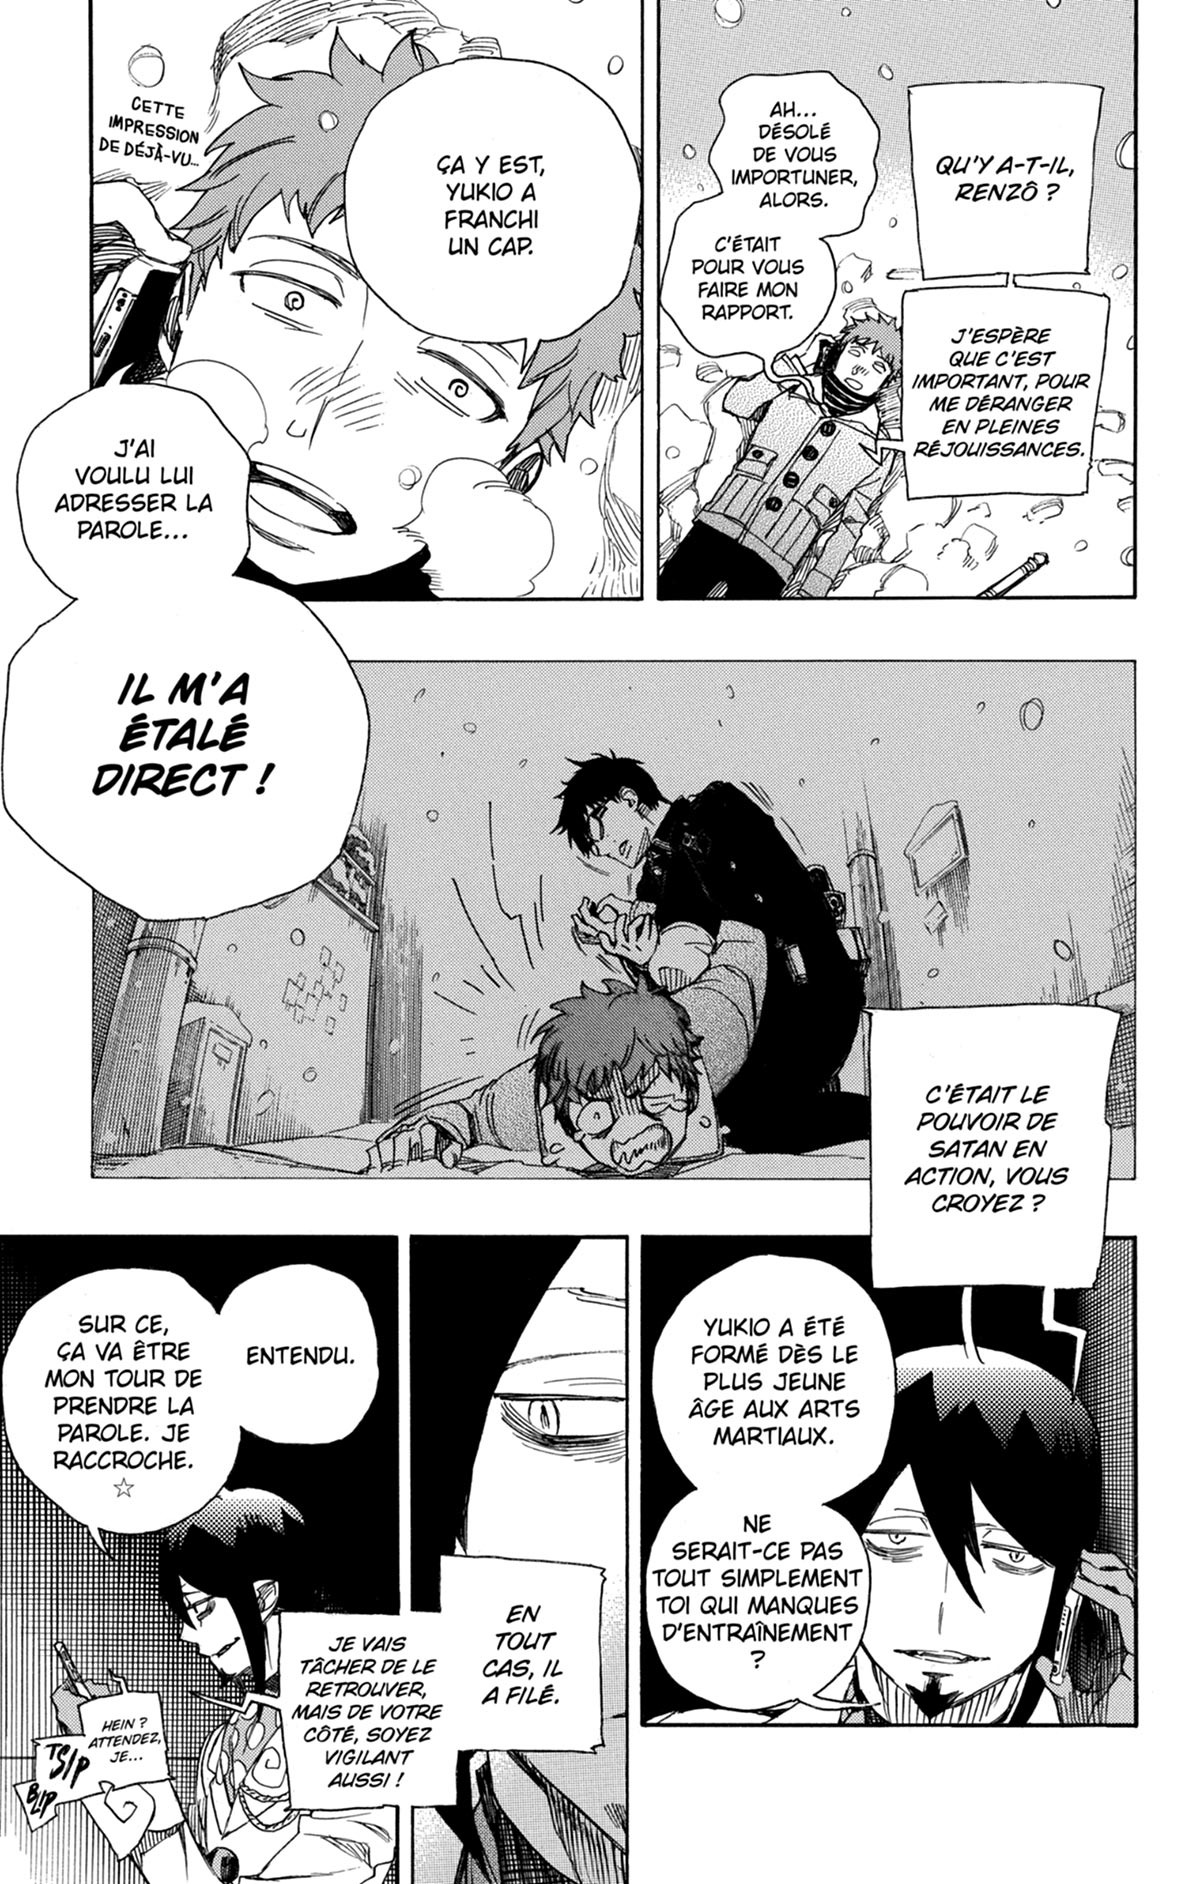 QU'Y A-T-IL,
RENZÔ ?
J'ESPÈRE
QUE C'EST
IMPORTANT, POUR
ME DÉRANGER
EN PLEINES
RÉJOUISSANCES.
AH...
DÉSOLÉ
DE VOUS
IMPORTUNER,
ALORS.
C'ÉTAIT
POUR VOUS
FAIRE MON
RAPPORT.
ÇA Y EST,
YUKIO A
FRANCHI
UN CAP.
CETTE
IMPRESSION
DE DÉJÀ-VU...
J'AI
VOULU LUI
ADRESSER LA
PAROLE...
IL M'A
ÉTALÉ
DIRECT !
C'ÉTAIT LE
POUVOIR DE
SATAN EN
ACTION, VOUS
CROYEZ ?
YUKIO A ÉTÉ
FORMÉ DÈS LE
PLUS JEUNE
ÂGE AUX ARTS
MARTIAUX.
NE
SERAIT-CE PAS
TOUT SIMPLEMENT
TOI QUI MANQUES
D'ENTRAÎNEMENT
?
EN
TOUT
CAS, IL
A FILÉ.
JE VAIS
TÂCHER DE LE
RETROUVER,
MAIS DE VOTRE
CÔTÉ, SOYEZ
VIGILANT
AUSSI !
ENTENDU.
SUR CE,
ÇA VA ÊTRE
MON TOUR DE
PRENDRE LA
PAROLE. JE
RACCROCHE.
☆
HEIN ?
ATTENDEZ,
JE...
TSIP
BLIP